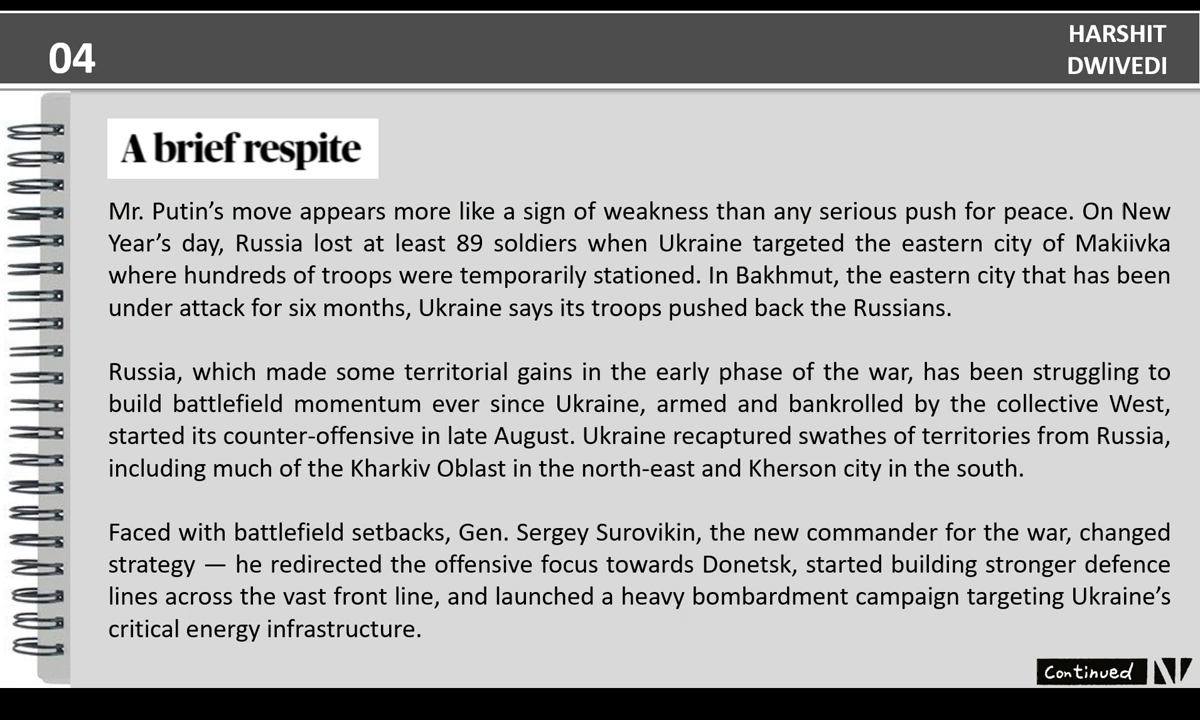 04
HARSHIT
DWIVEDI
A brief respite
Mr. Putin’s move appears more like a sign of weakness than any serious push for peace. On New
Year’s day, Russia lost at least 89 soldiers when Ukraine targeted the eastern city of Makiivka
where hundreds of troops were temporarily stationed. In Bakhmut, the eastern city that has been
under attack for six months, Ukraine says its troops pushed back the Russians.
Russia, which made some territorial gains in the early phase of the war, has been struggling to
build battlefield momentum ever since Ukraine, armed and bankrolled by the collective West,
started its counter-offensive in late August. Ukraine recaptured swathes of territories from Russia,
including much of the Kharkiv Oblast in the north-east and Kherson city in the south.
Faced with battlefield setbacks, Gen. Sergey Surovikin, the new commander for the war, changed
strategy — he redirected the offensive focus towards Donetsk, started building stronger defence
lines across the vast front line, and launched a heavy bombardment campaign targeting Ukraine’s
critical energy infrastructure.
Continued